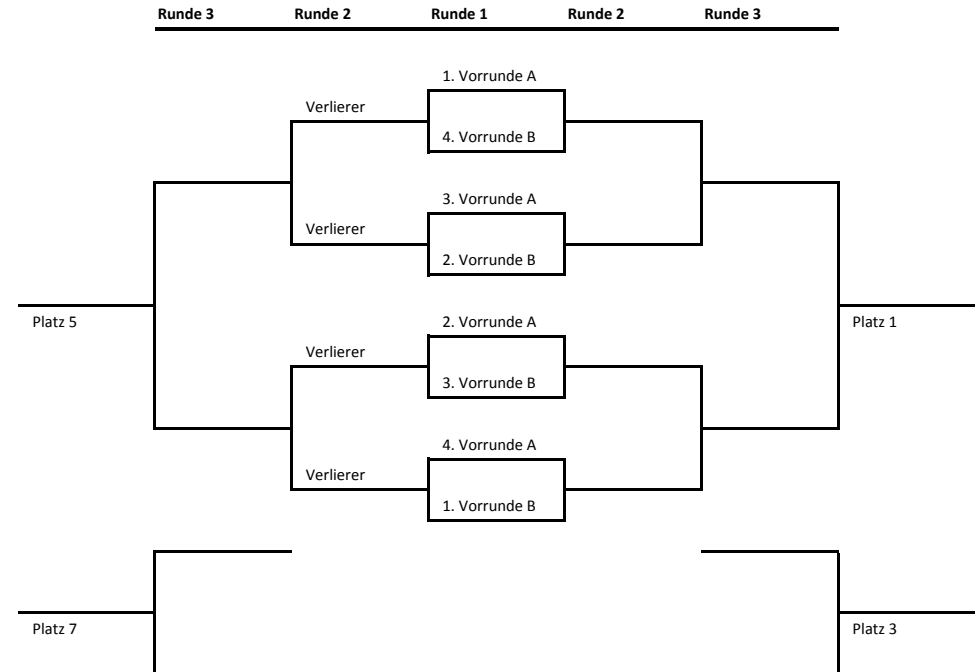 Runde 3 Runde 2 Runde 1 Runde 2 Runde 3
1. Vorrunde A
Verlierer
4. Vorrunde B
3. Vorrunde A
Verlierer
2. Vorrunde B
Platz 5 2. Vorrunde A Platz 1
Verlierer
3. Vorrunde B
4. Vorrunde A
Verlierer
1. Vorrunde B
Platz 7 Platz 3